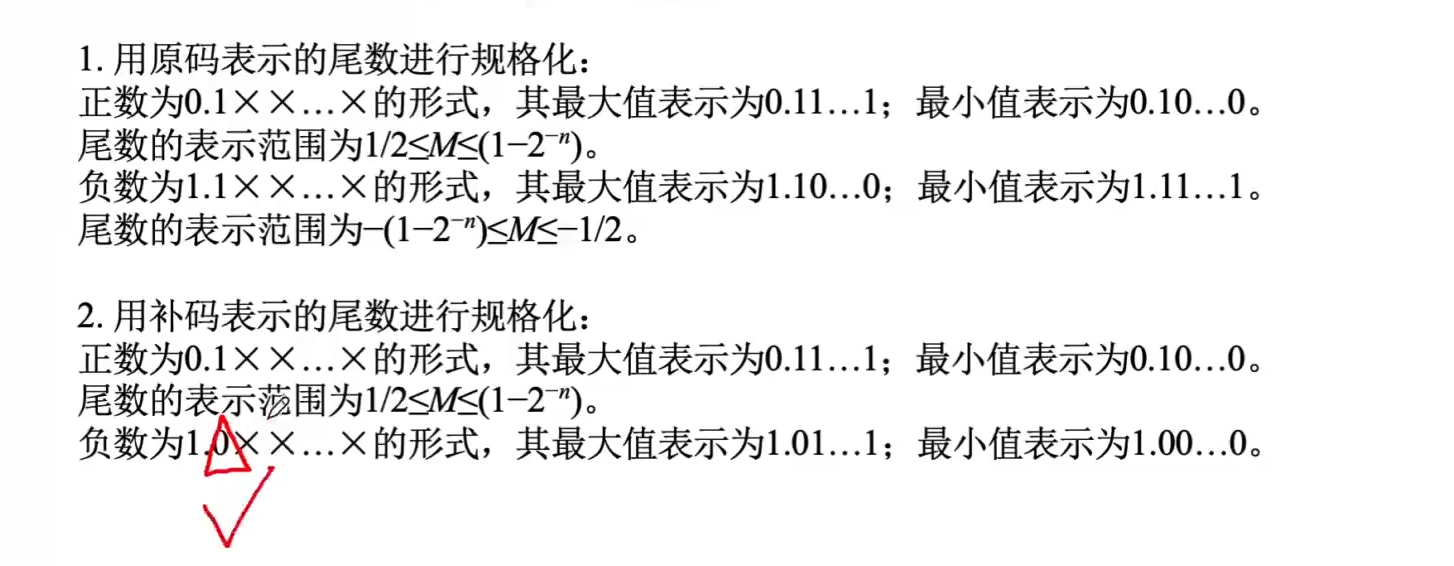 1. 用原码表示的尾数进行规格化：
正数为0.1××…×的形式，其最大值表示为0.11…1；最小值表示为0.10…0。
尾数的表示范围为1/2≤M≤(1−2⁻ⁿ)。
负数为1.1××…×的形式，其最大值表示为1.10…0；最小值表示为1.11…1。
尾数的表示范围为−(1−2⁻ⁿ)≤M≤−1/2。
2. 用补码表示的尾数进行规格化：
正数为0.1××…×的形式，其最大值表示为0.11…1；最小值表示为0.10…0。
尾数的表示范围为1/2≤M≤(1−2⁻ⁿ)。
负数为1.0××…×的形式，其最大值表示为1.01…1；最小值表示为1.00…0。